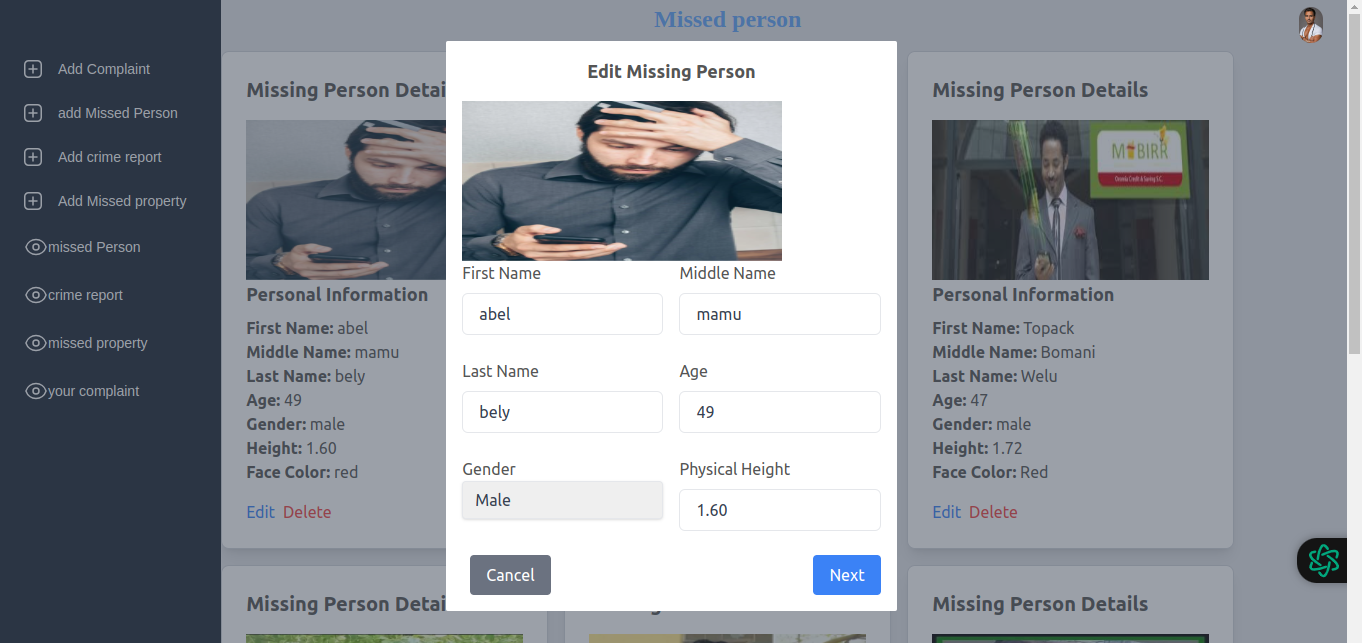 Missed person
Add Complaint
add Missed Person
Add crime report
Add Missed property
missed Person
crime report
missed property
your complaint
Missing Person Detai
Personal Information
First Name: abel
Middle Name: mamu
Last Name: bely
Age: 49
Gender: male
Height: 1.60
Face Color: red
Edit Delete
Missing Person Detai
Edit Missing Person
First Name Middle Name
abel mamu
Last Name Age
bely 49
Gender Physical Height
Male 1.60
Cancel Next
Missing Person Details
M BIRR
Oromia Credit & Saving S.C.
Personal Information
First Name: Topack
Middle Name: Bomani
Last Name: Welu
Age: 47
Gender: male
Height: 1.72
Face Color: Red
Edit Delete
Missing Person Details